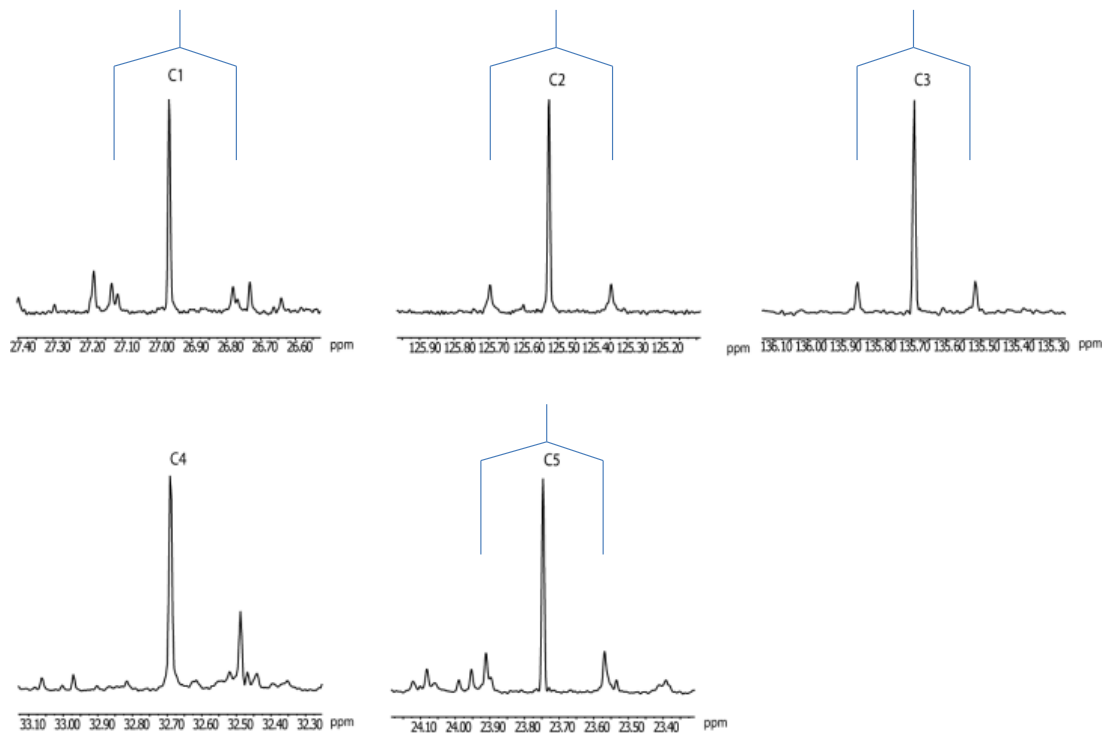 C1
C2
C3
27.40 27.30 27.20 27.10 27.00 26.90 26.80 26.70 26.60 ppm
125.90 125.80 125.70 125.60 125.50 125.40 125.30 125.20 ppm
136.10 136.00 135.90 135.80 135.70 135.60 135.50 135.40 135.30 ppm
C4
C5
33.10 33.00 32.90 32.80 32.70 32.60 32.50 32.40 32.30 ppm
24.10 24.00 23.90 23.80 23.70 23.60 23.50 23.40 ppm